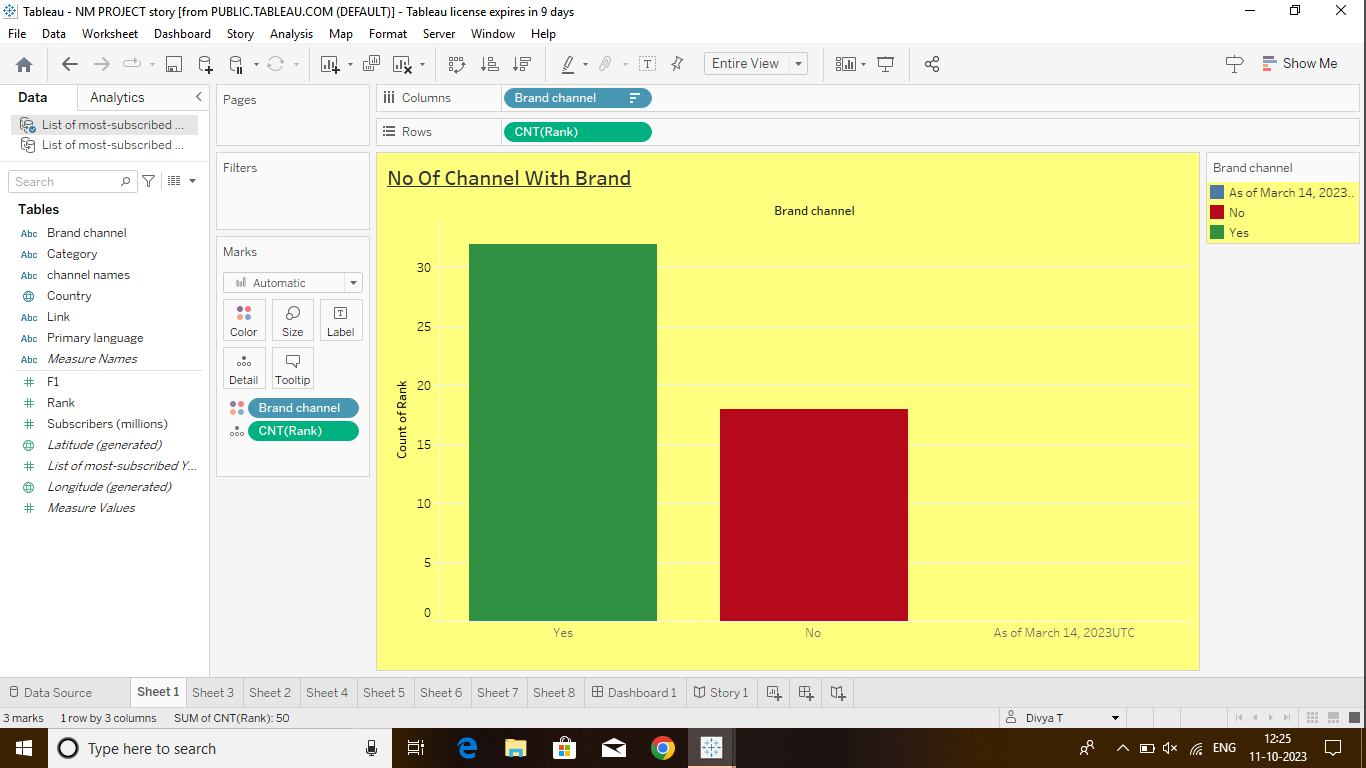 Tableau - NM PROJECT story [from PUBLIC.TABLEAU.COM (DEFAULT)] - Tableau license expires in 9 days
File Data Worksheet Dashboard Story Analysis Map Format Server Window Help
Entire View
Show Me
Data Analytics
List of most-subscribed ...
List of most-subscribed ...
Search
Tables
Abc Brand channel
Abc Category
Abc channel names
Country
Abc Link
Abc Primary language
Abc Measure Names
F1
Rank
Subscribers (millions)
Latitude (generated)
List of most-subscribed Y...
Longitude (generated)
Measure Values
Pages
Filters
Marks
Automatic
Color Size Label
Detail Tooltip
Brand channel
CNT(Rank)
Columns Brand channel
Rows CNT(Rank)
No Of Channel With Brand
Brand channel
Count of Rank
30
25
20
15
10
5
0
Yes No As of March 14, 2023UTC
Brand channel
As of March 14, 2023..
No
Yes
Data Source Sheet 1 Sheet 3 Sheet 2 Sheet 4 Sheet 5 Sheet 6 Sheet 7 Sheet 8 Dashboard 1 Story 1
3 marks 1 row by 3 columns SUM of CNT(Rank): 50 Divya T
Type here to search
ENG
12:25
11-10-2023